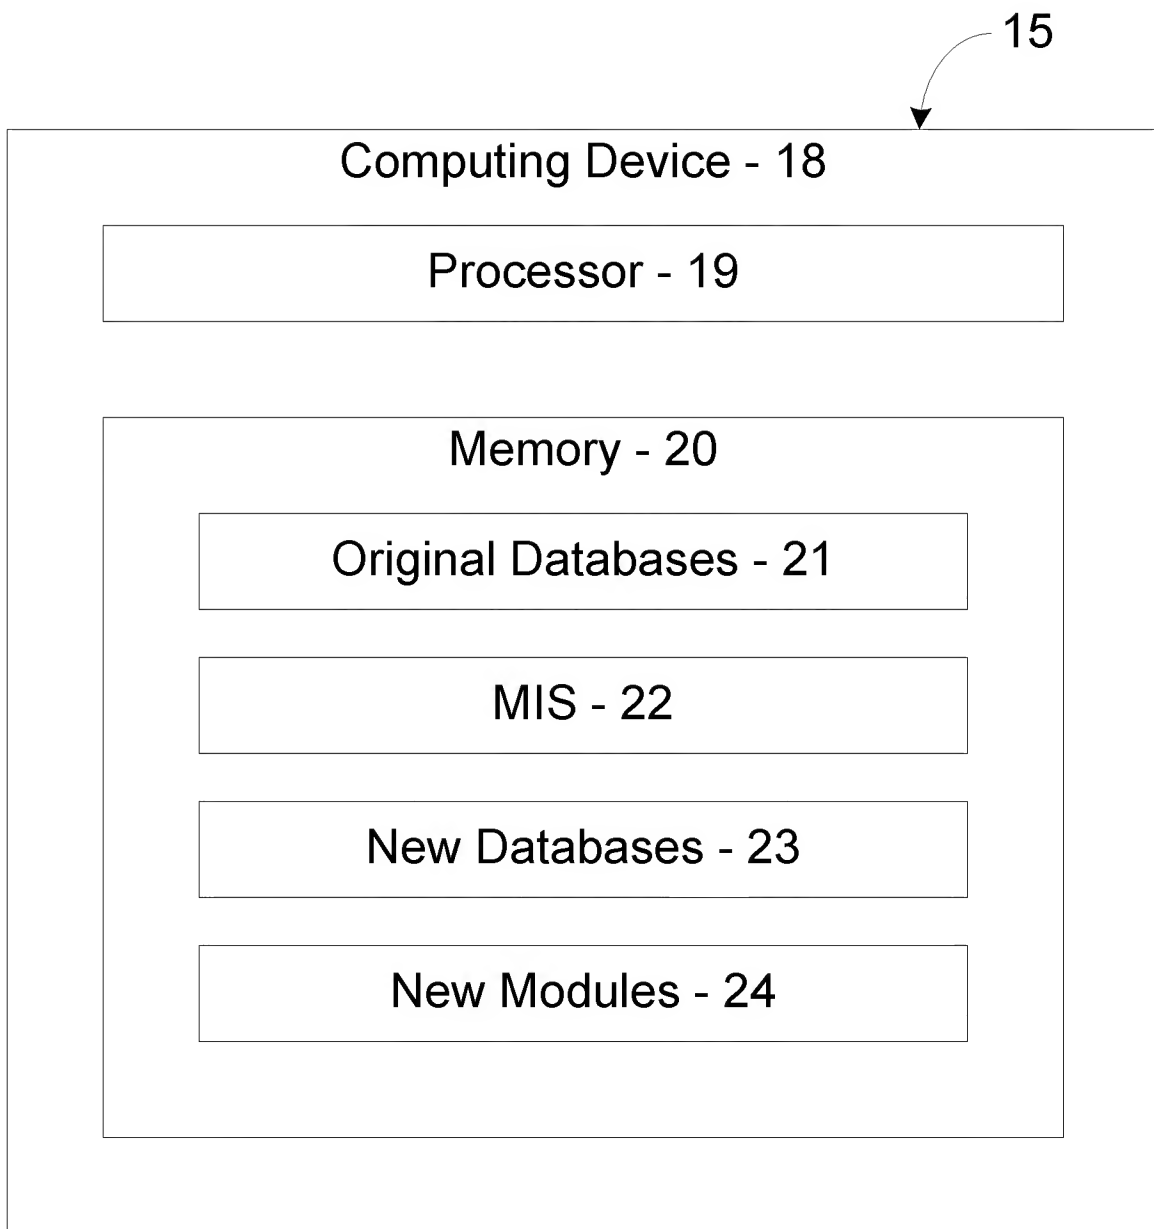 15
Computing Device - 18
Processor - 19
Memory - 20
Original Databases - 21
MIS - 22
New Databases - 23
New Modules - 24